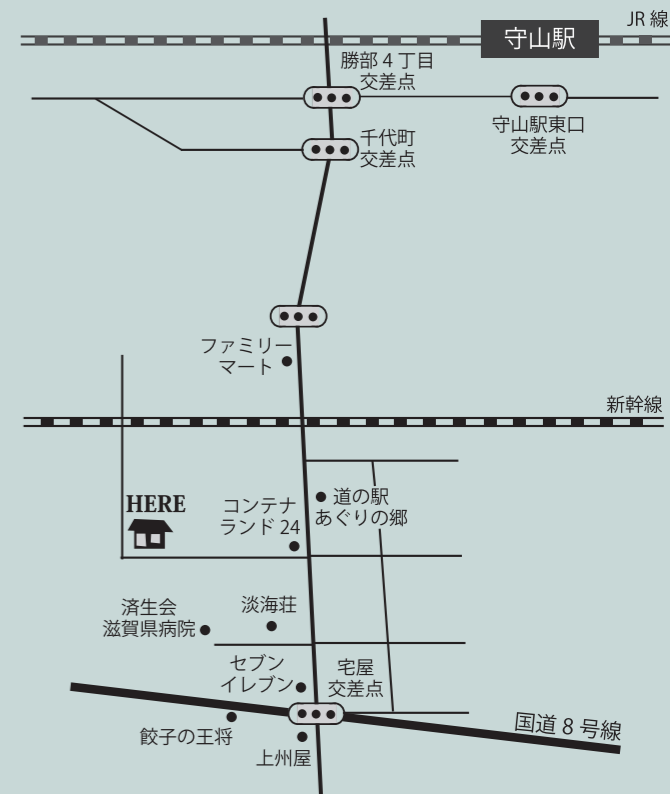 JR 線
守山駅
勝部 4 丁目
交差点
守山駅東口
交差点
千代町
交差点
ファミリー
マート
新幹線
HERE
コンテナ
ランド 24
道の駅
あぐりの郷
済生会
滋賀県病院
淡海荘
セブン
イレブン
宅屋
交差点
国道 8 号線
餃子の王将
上州屋